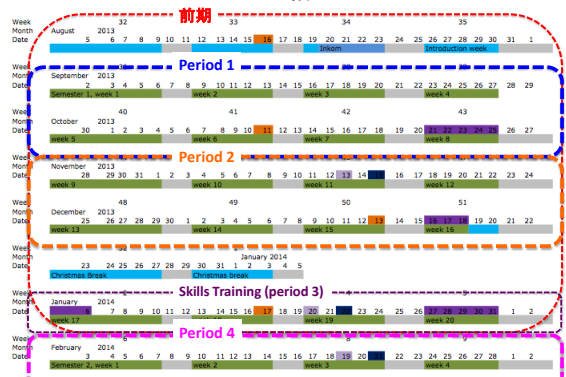 前期
Week 32 33 34 35
Month August 2013
Date 5 6 7 8 9 10 11 12 13 14 15 16 17 18 19 20 21 22 23 24 25 26 27 28 29 30 31 1
Inkom Introduction week
Period 1
Week
Month September 2013
Date 2 3 4 5 6 7 8 9 10 11 12 13 14 15 16 17 18 19 20 21 22 23 24 25 26 27 28 29
Semester 1, week 1 week 2 week 3 week 4
Week 40 41 42 43
Month October 2013
Date 30 1 2 3 4 5 6 7 8 9 10 11 12 13 14 15 16 17 18 19 20 21 22 23 24 25 26 27
week 5 week 6 week 7 week 8
Period 2
Week
Month November 2013
Date 28 29 30 31 1 2 3 4 5 6 7 8 9 10 11 12 13 14 16 17 18 19 20 21 22 23 24
week 9 week 10 week 11 week 12
Week 48 49 50 51
Month December 2013
Date 25 26 27 28 29 30 1 2 3 4 5 6 7 8 9 10 11 12 13 14 15 16 17 18 19 20 21 22
week 13 week 14 week 15 week 16
Week
Month January 2014
Date 23 24 25 26 27 28 29 30 31 1 2 3 4 5
Christmas Break Christmas break
Skills Training (period 3)
Week
Month January 2014
Date 6 7 8 9 10 11 12 13 14 15 16 17 18 19 20 21 23 24 25 26 27 28 29 30 31 1 2
week 17 week 19 week 20
Period 4
Week 6 8 9
Month February 2014
Date 3 4 5 6 7 8 9 10 11 12 13 14 15 16 17 18 19 20 22 23 24 25 26 27 28 1 2
Semester 2, week 1 week 2 week 3 week 4